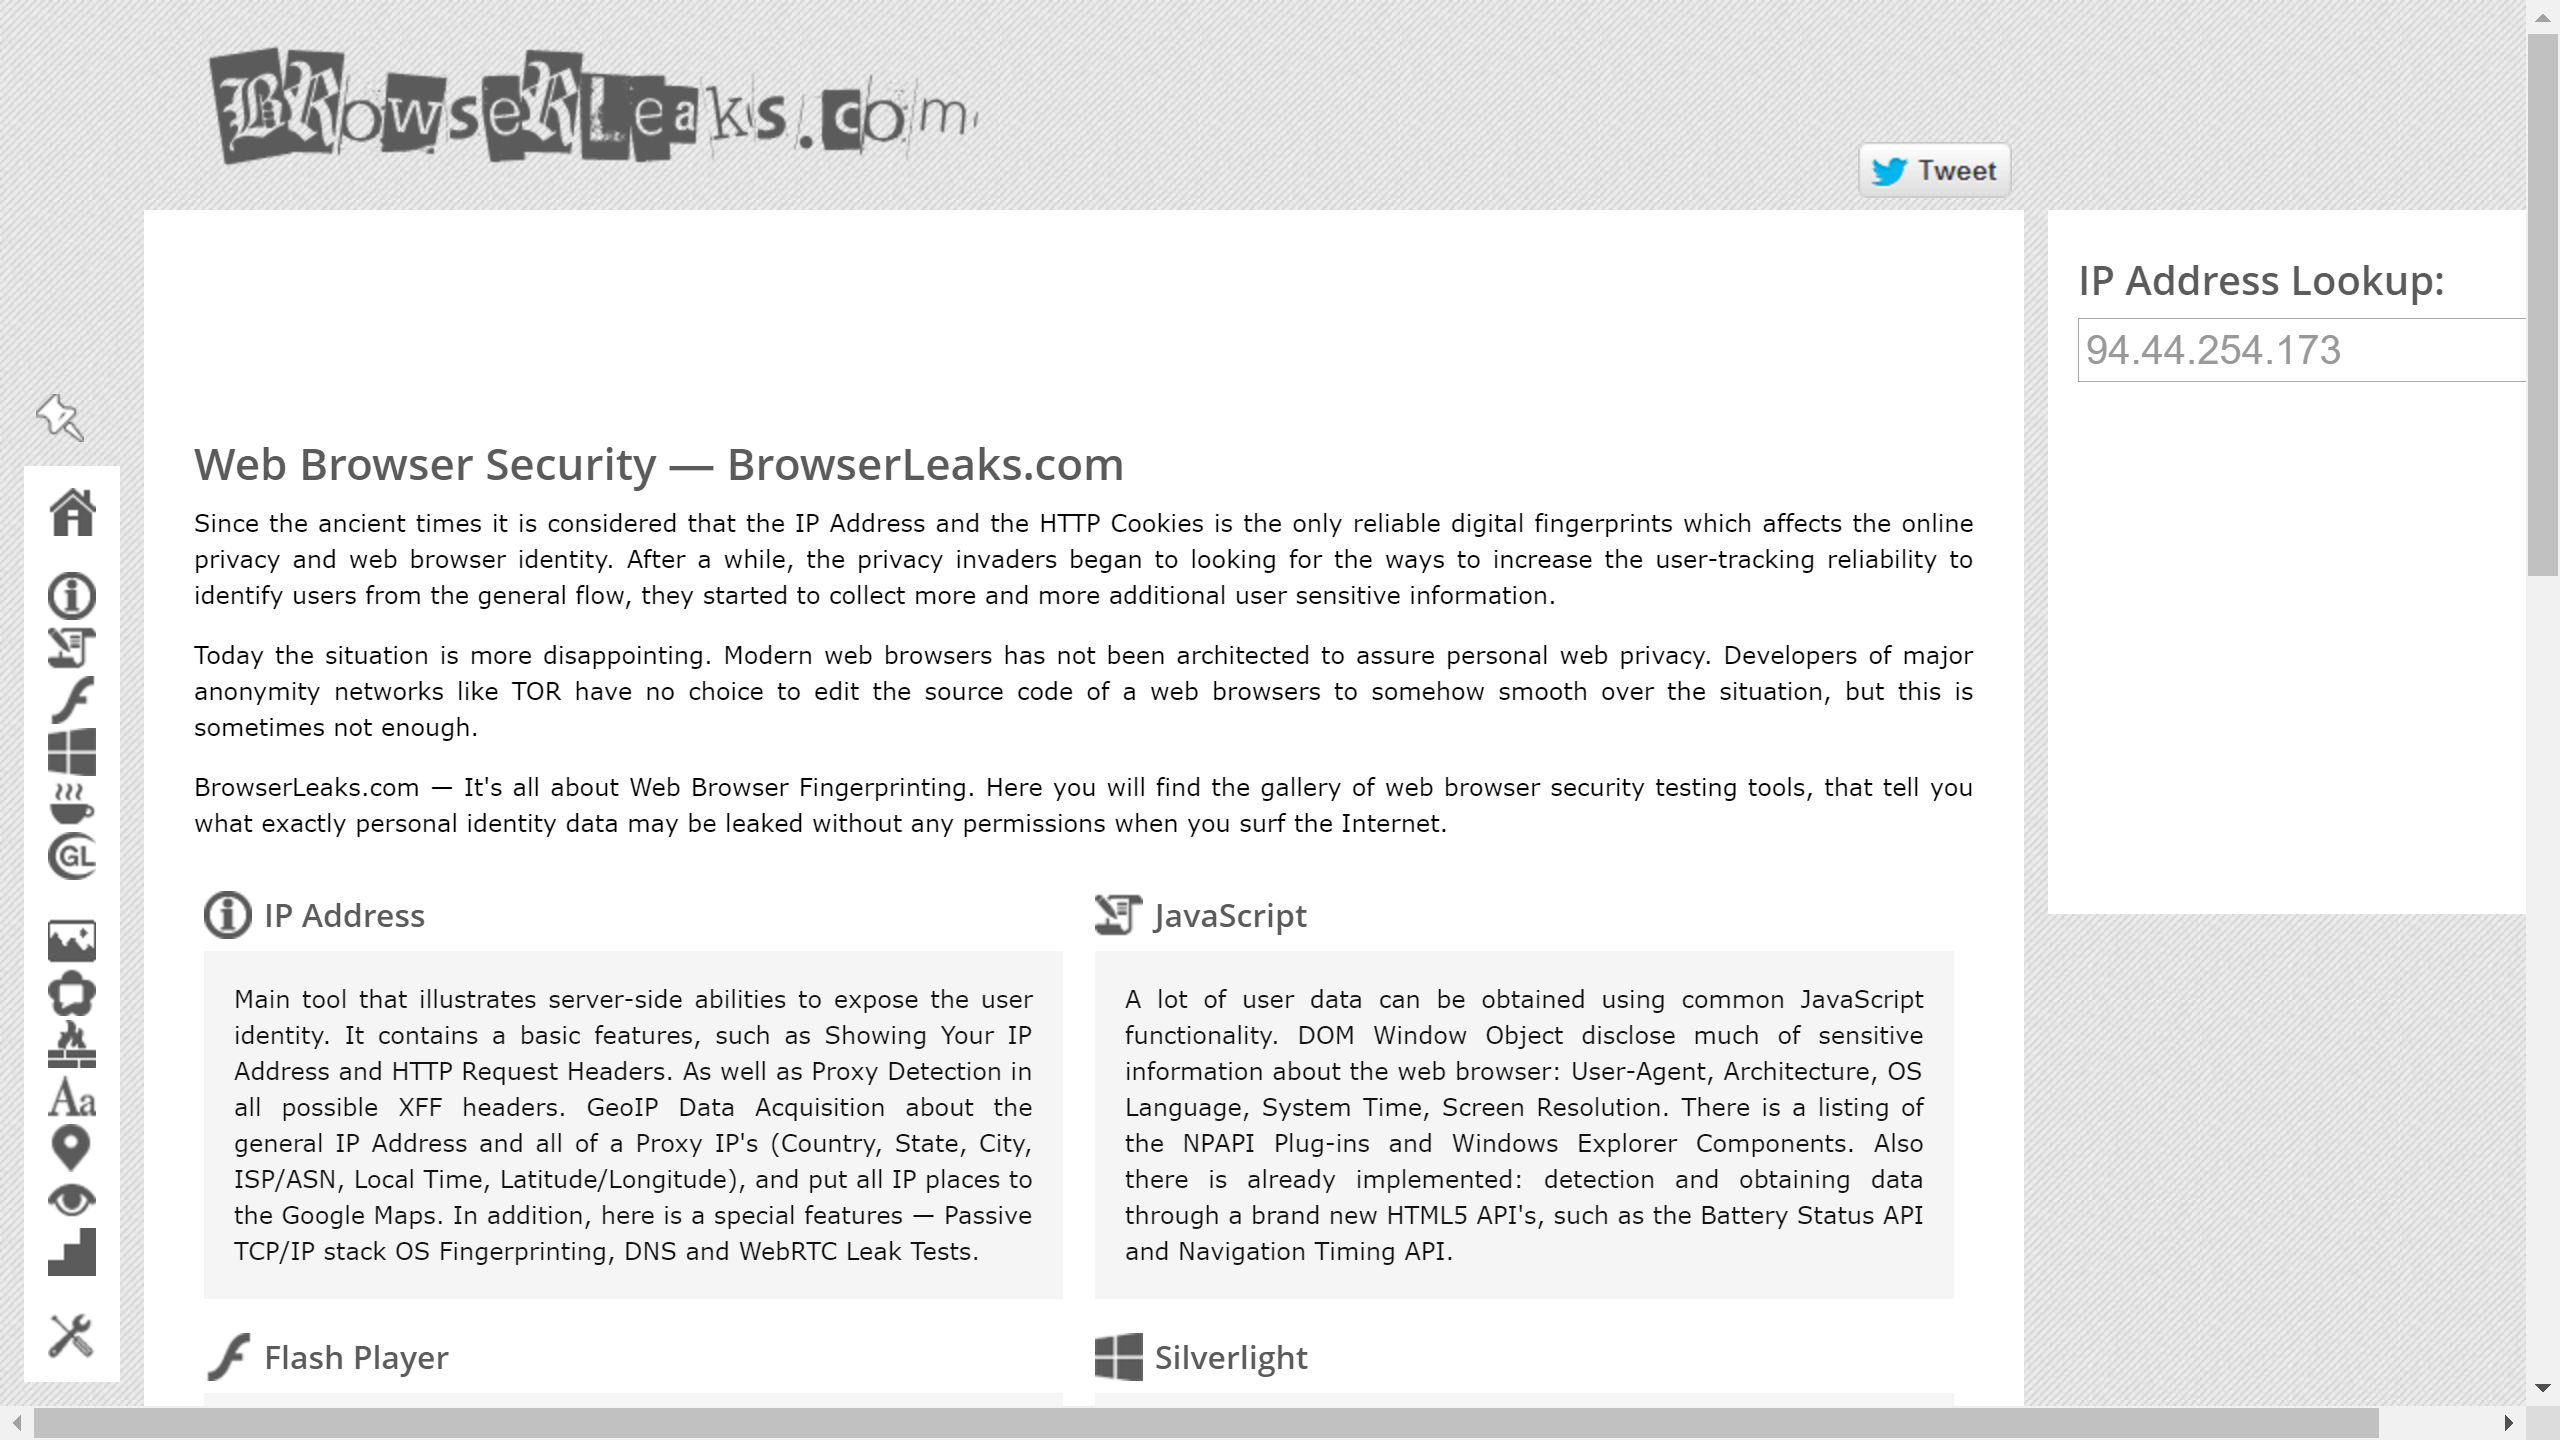 BRowseRLeaks.com
Tweet
IP Address Lookup:
94.44.254.173
Web Browser Security — BrowserLeaks.com
Since the ancient times it is considered that the IP Address and the HTTP Cookies is the only reliable digital fingerprints which affects the online
privacy and web browser identity. After a while, the privacy invaders began to looking for the ways to increase the user-tracking reliability to
identify users from the general flow, they started to collect more and more additional user sensitive information.
Today the situation is more disappointing. Modern web browsers has not been architected to assure personal web privacy. Developers of major
anonymity networks like TOR have no choice to edit the source code of a web browsers to somehow smooth over the situation, but this is
sometimes not enough.
BrowserLeaks.com — It's all about Web Browser Fingerprinting. Here you will find the gallery of web browser security testing tools, that tell you
what exactly personal identity data may be leaked without any permissions when you surf the Internet.
GL
Aa
IP Address
Main tool that illustrates server-side abilities to expose the user
identity. It contains a basic features, such as Showing Your IP
Address and HTTP Request Headers. As well as Proxy Detection in
all possible XFF headers. GeoIP Data Acquisition about the
general IP Address and all of a Proxy IP's (Country, State, City,
ISP/ASN, Local Time, Latitude/Longitude), and put all IP places to
the Google Maps. In addition, here is a special features — Passive
TCP/IP stack OS Fingerprinting, DNS and WebRTC Leak Tests.
JavaScript
A lot of user data can be obtained using common JavaScript
functionality. DOM Window Object disclose much of sensitive
information about the web browser: User-Agent, Architecture, OS
Language, System Time, Screen Resolution. There is a listing of
the NPAPI Plug-ins and Windows Explorer Components. Also
there is already implemented: detection and obtaining data
through a brand new HTML5 API's, such as the Battery Status API
and Navigation Timing API.
Flash Player
Silverlight